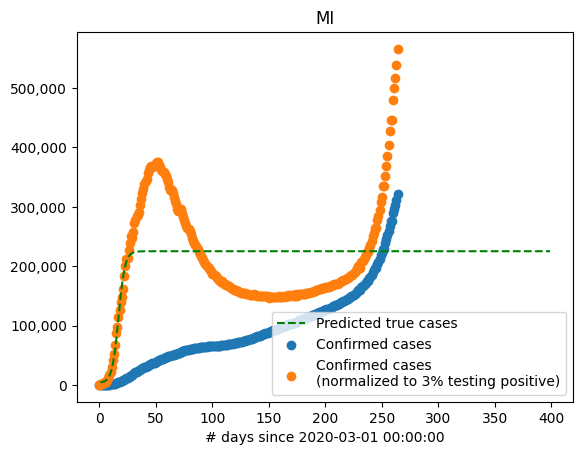 MI
500,000
400,000
300,000
200,000
100,000
0
Predicted true cases
Confirmed cases
Confirmed cases
(normalized to 3% testing positive)
0 50 100 150 200 250 300 350 400
# days since 2020-03-01 00:00:00